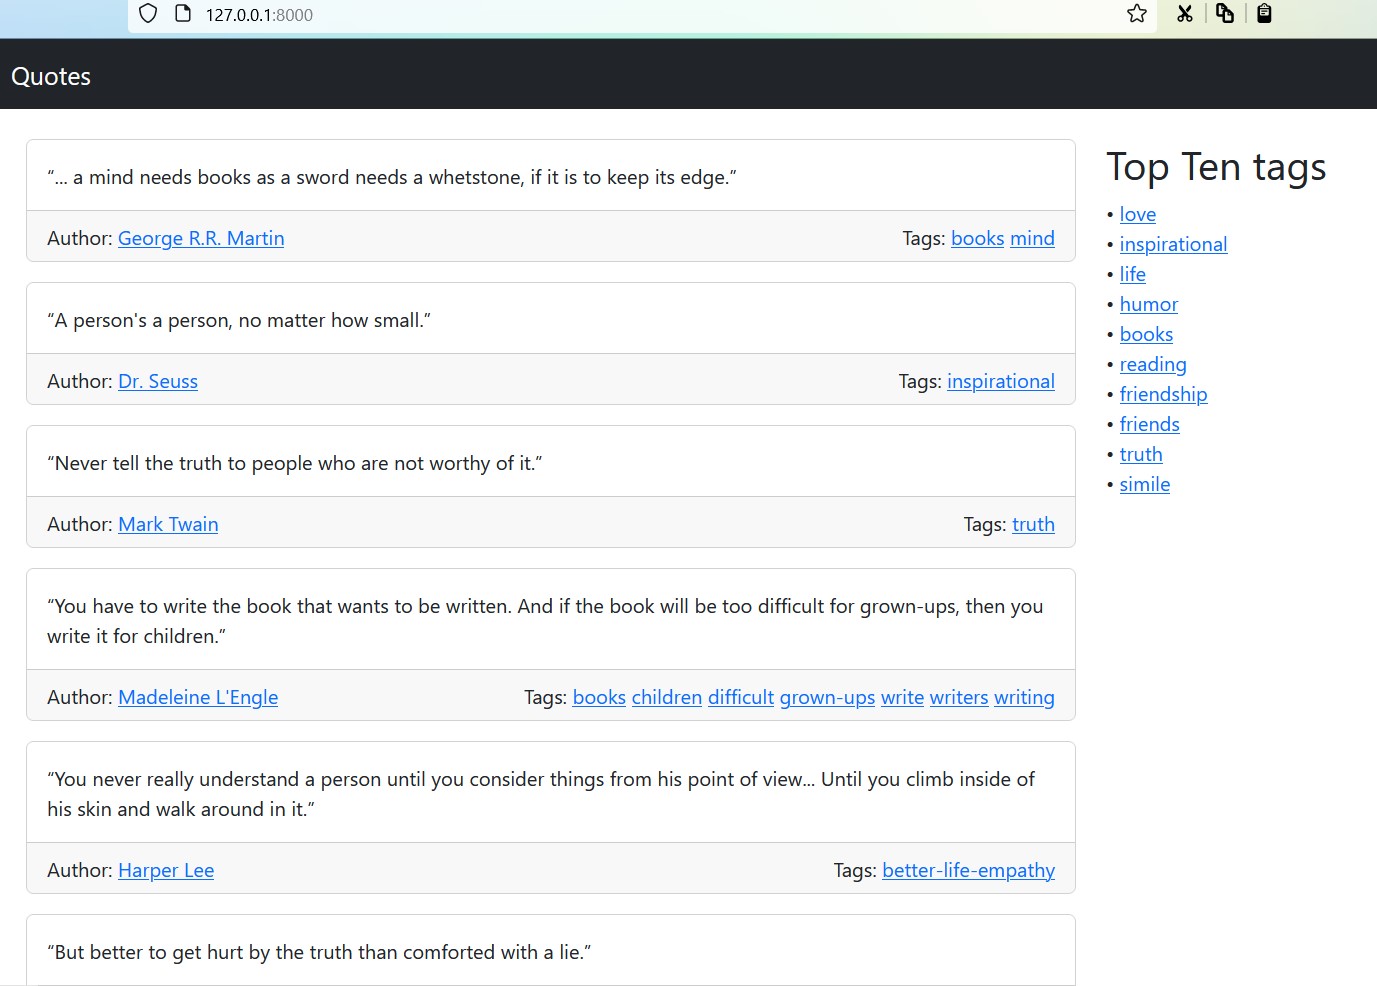 127.0.0.1:8000
Quotes
“... a mind needs books as a sword needs a whetstone, if it is to keep its edge.”
Author: George R.R. Martin Tags: books mind
“A person's a person, no matter how small.”
Author: Dr. Seuss Tags: inspirational
“Never tell the truth to people who are not worthy of it.”
Author: Mark Twain Tags: truth
“You have to write the book that wants to be written. And if the book will be too difficult for grown-ups, then you
write it for children.”
Author: Madeleine L'Engle Tags: books children difficult grown-ups write writers writing
“You never really understand a person until you consider things from his point of view... Until you climb inside of
his skin and walk around in it.”
Author: Harper Lee Tags: better-life-empathy
“But better to get hurt by the truth than comforted with a lie.”
Top Ten tags
• love
• inspirational
• life
• humor
• books
• reading
• friendship
• friends
• truth
• simile